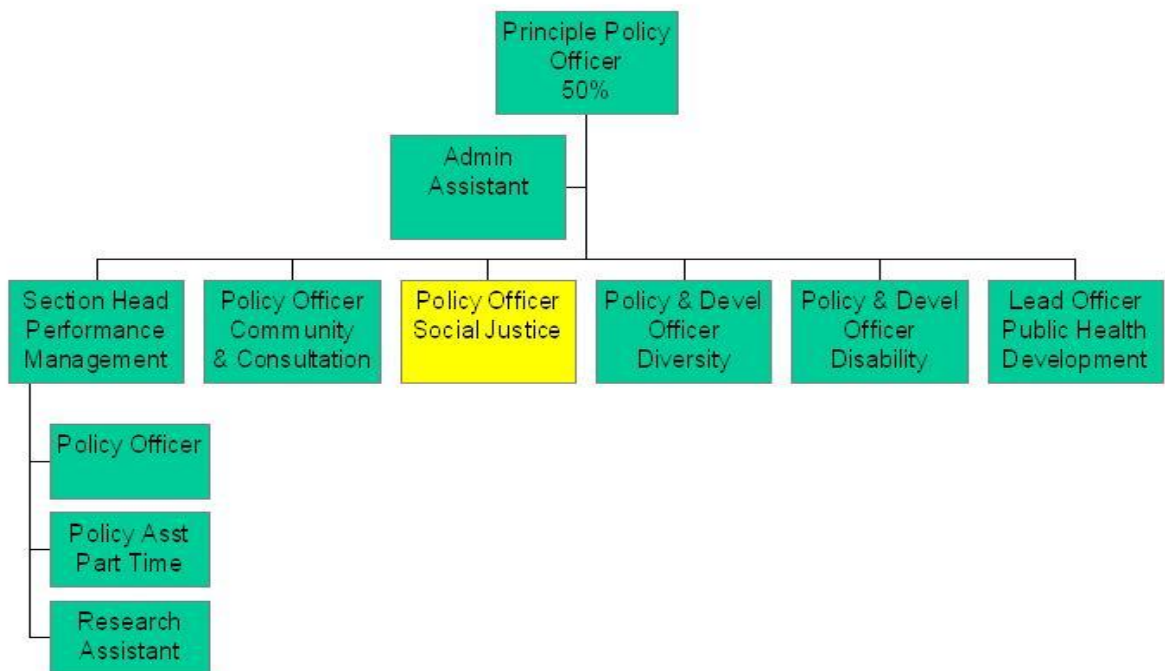 Principle Policy
Officer
50%
Admin
Assistant
Section Head
Performance
Management
Policy Officer
Community
& Consultation
Policy Officer
Social Justice
Policy & Devel
Officer
Diversity
Policy & Devel
Officer
Disability
Lead Officer
Public Health
Development
Policy Officer
Policy Asst
Part Time
Research
Assistant